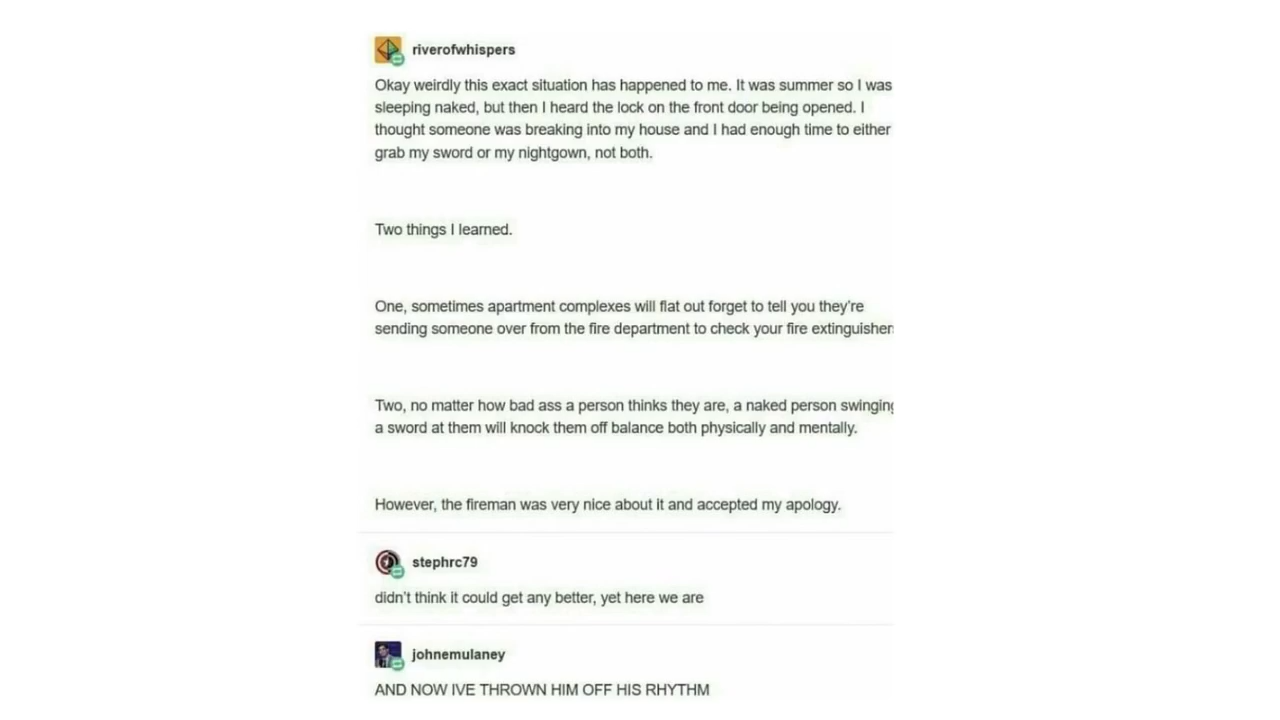 riverofwhispers
Okay weirdly this exact situation has happened to me. It was summer so I was
sleeping naked, but then I heard the lock on the front door being opened. I
thought someone was breaking into my house and I had enough time to either
grab my sword or my nightgown, not both.
Two things I learned.
One, sometimes apartment complexes will flat out forget to tell you they're
sending someone over from the fire department to check your fire extinguisher
Two, no matter how bad ass a person thinks they are, a naked person swinging
a sword at them will knock them off balance both physically and mentally.
However, the fireman was very nice about it and accepted my apology.
stephrc79
didn't think it could get any better, yet here we are
johnemulaney
AND NOW IVE THROWN HIM OFF HIS RHYTHM